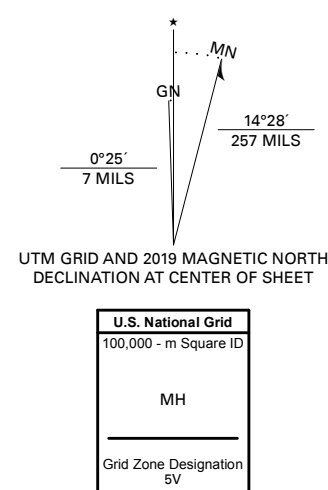 ★
MN
GN
14°28´
257 MILS
0°25´
7 MILS
UTM GRID AND 2019 MAGNETIC NORTH
DECLINATION AT CENTER OF SHEET
U.S. National Grid
100,000 - m Square ID
MH
Grid Zone Designation
5V